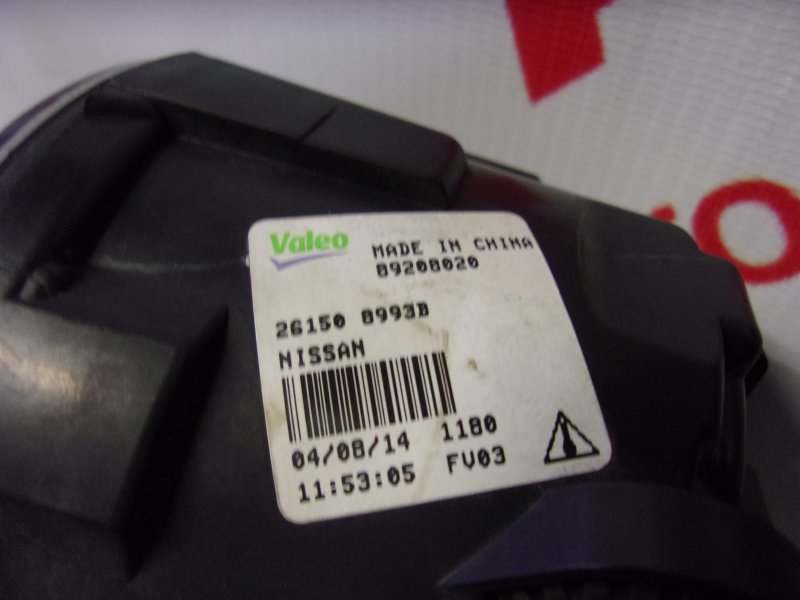 Valeo
MADE IN CHINA
89208020
26150 8993B
NISSAN
04/08/14 1180
11:53:05 FV03